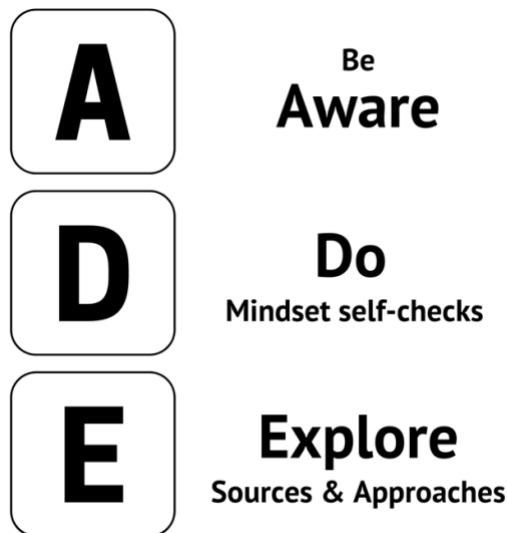 A
Be
Aware
D
Do
Mindset self-checks
E
Explore
Sources & Approaches